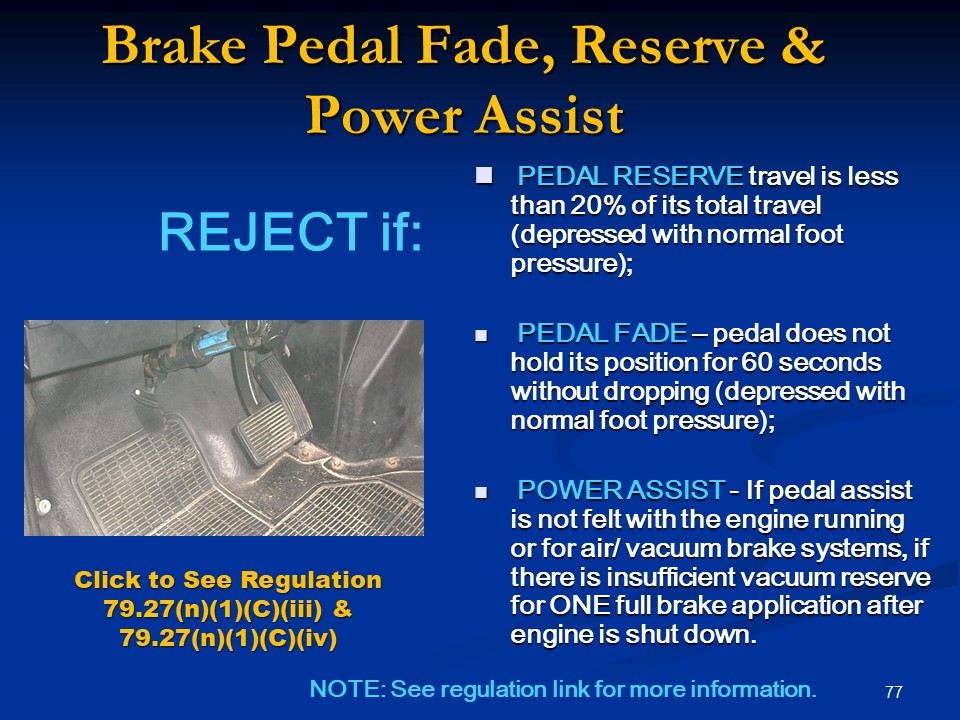 Brake Pedal Fade, Reserve &
Power Assist
REJECT if:
PEDAL RESERVE travel is less
than 20% of its total travel
(depressed with normal foot
pressure);
PEDAL FADE – pedal does not
hold its position for 60 seconds
without dropping (depressed with
normal foot pressure);
POWER ASSIST - If pedal assist
is not felt with the engine running
or for air/ vacuum brake systems, if
there is insufficient vacuum reserve
for ONE full brake application after
engine is shut down.
Click to See Regulation
79.27(n)(1)(C)(iii) &
79.27(n)(1)(C)(iv)
NOTE: See regulation link for more information.
77